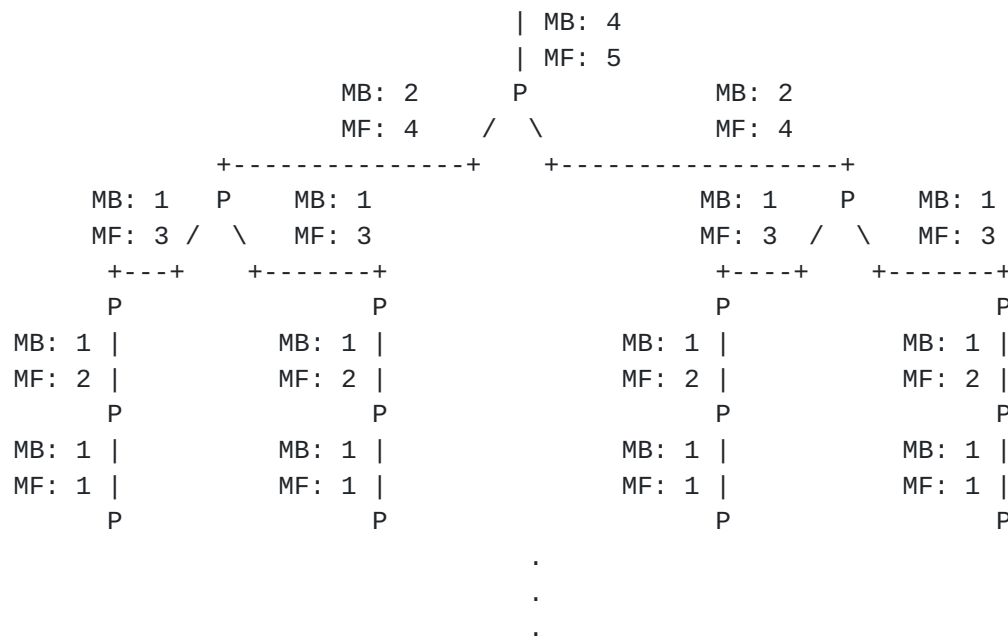 | MB: 4
| MF: 5
MB: 2 P MB: 2
MF: 4 / \ MF: 4
+---------------+ +------------------+
MB: 1 P MB: 1 MB: 1 P MB: 1
MF: 3 / \ MF: 3 MF: 3 / \ MF: 3
+---+ +-------+ +----+ +-------+
P P P P
MB: 1 | MB: 1 | MB: 1 | MB: 1 |
MF: 2 | MF: 2 | MF: 2 | MF: 2 |
P P P P
MB: 1 | MB: 1 | MB: 1 | MB: 1 |
MF: 1 | MF: 1 | MF: 1 | MF: 1 |
P P P P
.
.
.